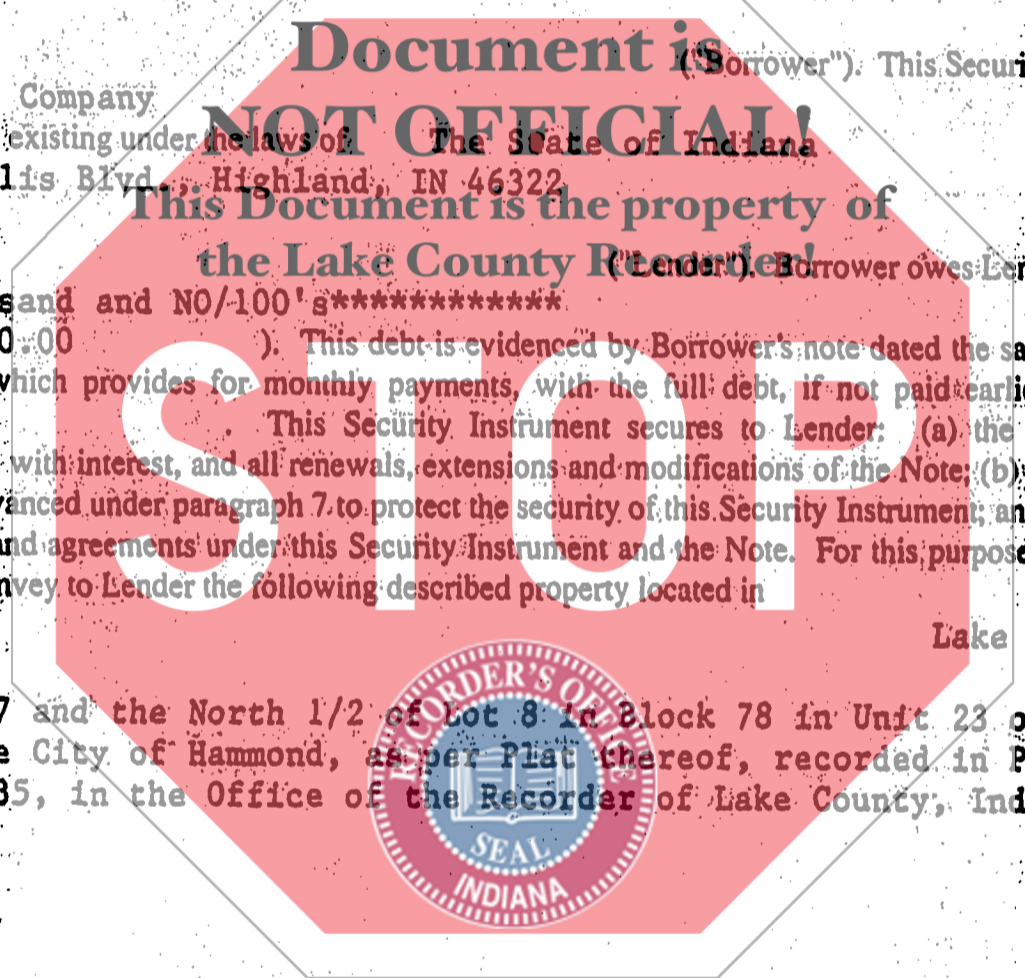 Document is
("Borrower"). This Securi
Company
NOT OFFICIAL!
existing under the laws of The State of Indiana
lis Blvd., Highland, IN 46322
This Document is the property of
the Lake County Recorder!
("Lender"). Borrower owes Len
sand and NO/100's************
0.00 ). This debt is evidenced by Borrower's note dated the sa
which provides for monthly payments, with the full debt, if not paid earli
. This Security Instrument secures to Lender: (a) the
with interest, and all renewals, extensions and modifications of the Note; (b)
vanced under paragraph 7 to protect the security of this Security Instrument; an
nd agreements under this Security Instrument and the Note. For this purpose
nvey to Lender the following described property located in
STOP
Lake
7 and the North 1/2 of Lot 8 in Block 78 in Unit 23 o
e City of Hammond, as per Plat thereof, recorded in P
35, in the Office of the Recorder of Lake County, Ind
RECORDER'S OFFICE
SEAL
INDIANA